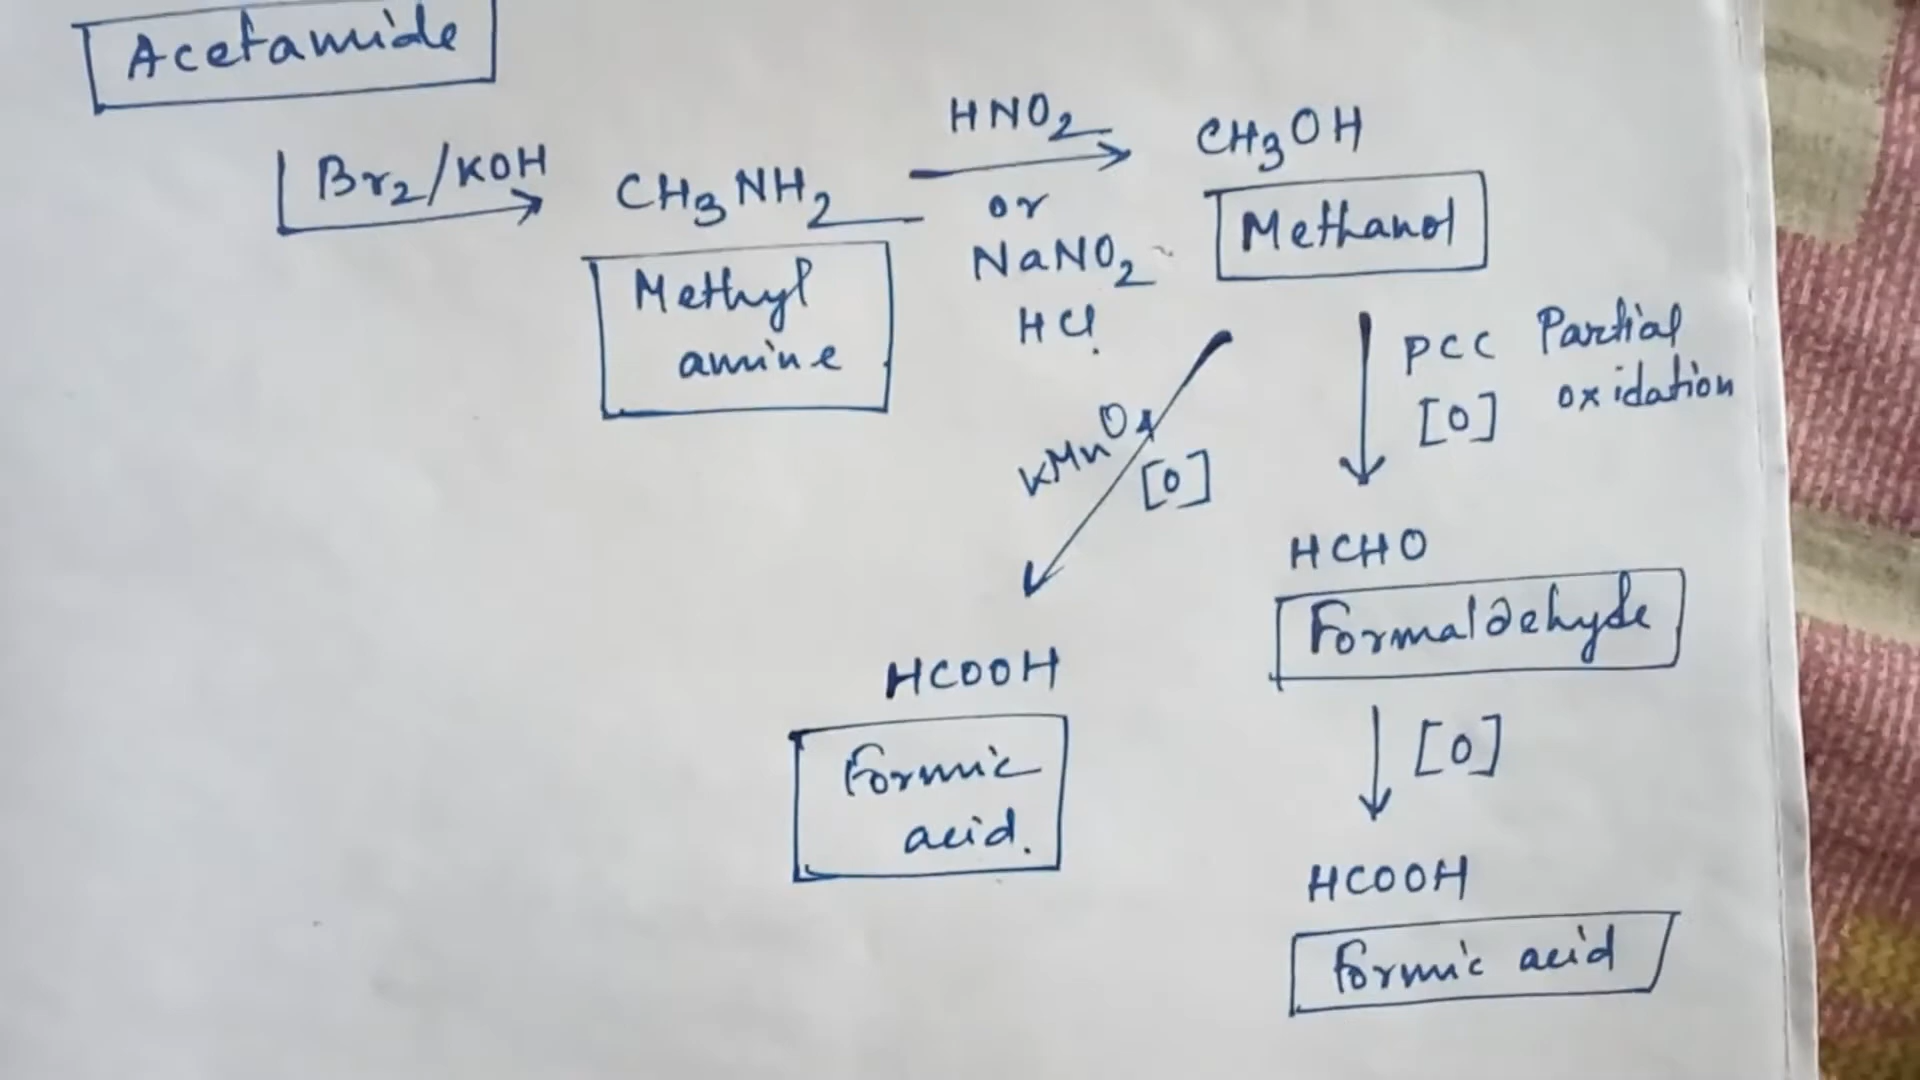 Acetamide
Br2/KOH
CH3NH2
Methyl
amine
HNO2
or
NaNO2
HCl
CH3OH
Methanol
KMnO4
[O]
PCC Partial
[O] oxidation
HCHO
Formaldehyde
[O]
HCOOH
Formic
acid.
HCOOH
Formic acid